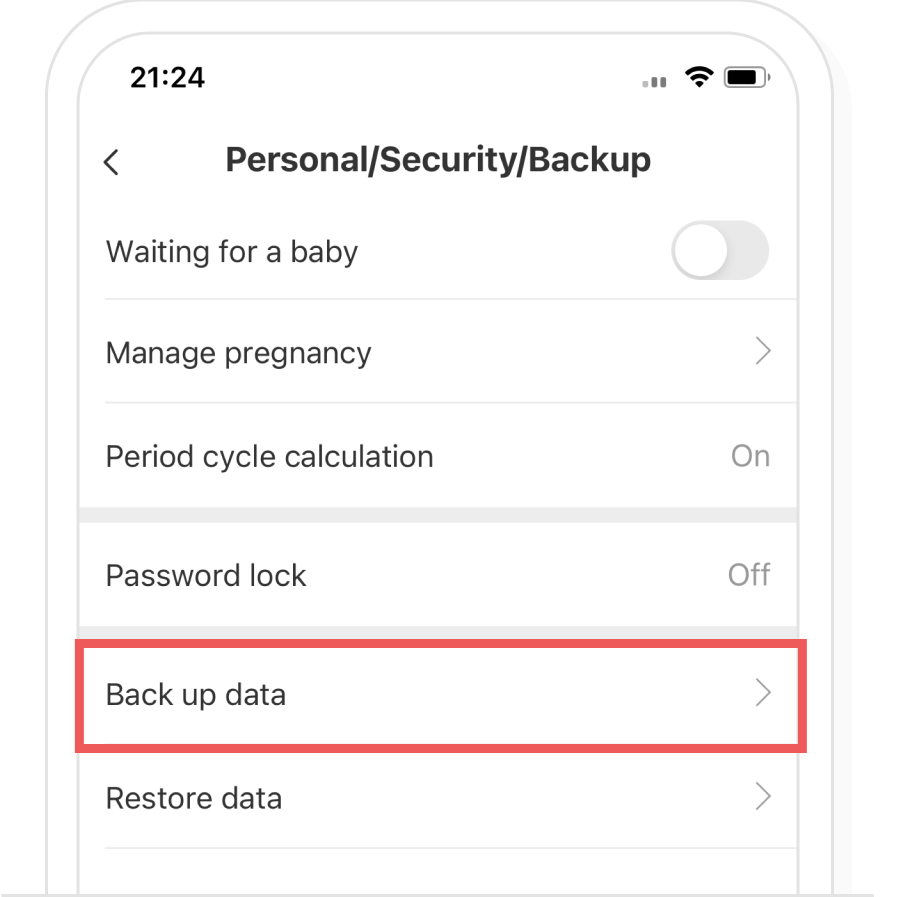 21:24
Personal/Security/Backup
Waiting for a baby
Manage pregnancy
Period cycle calculation
On
Password lock
Off
Back up data
Restore data